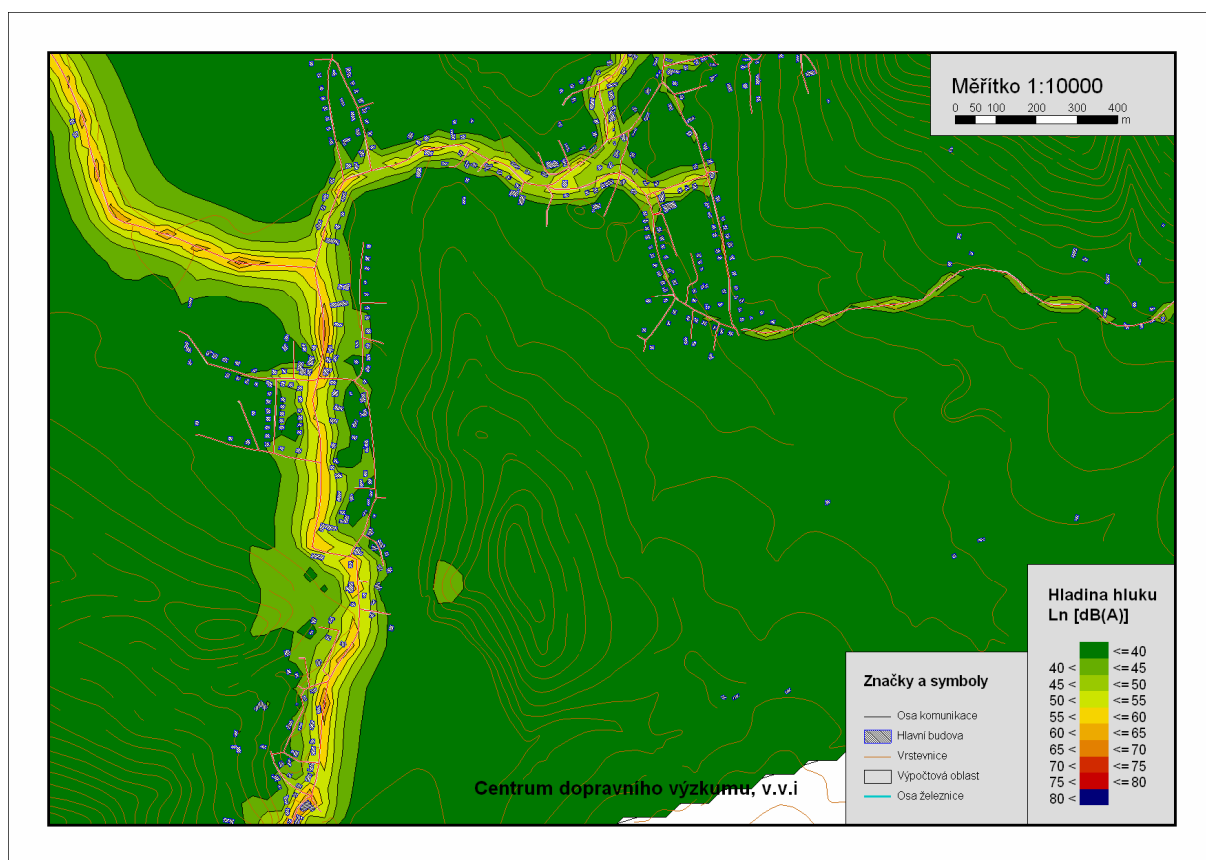 Měřítko 1:10000
0 50 100 200 300 400
m
Hladina hluku
Ln [dB(A)]
<=40
40 < <=45
45 < <=50
50 < <=55
55 < <=60
60 < <=65
65 < <=70
70 < <=75
75 < <=80
80 <
Značky a symboly
Osa komunikace
Hlavní budova
Vrstevnice
Výpočtová oblast
Osa železnice
Centrum dopravního výzkumu, v.v.i